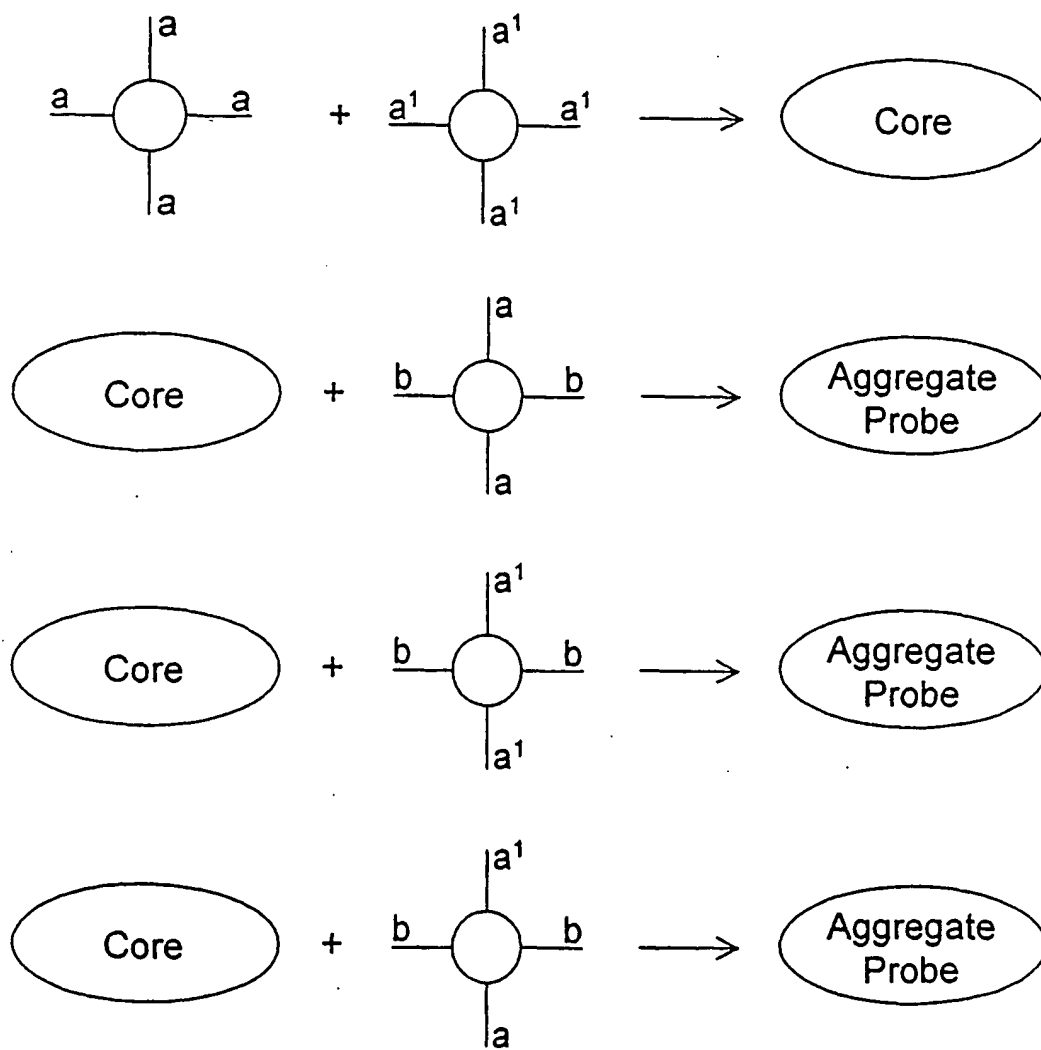 a
a a
a
+
a¹
a¹ a¹
a¹
Core
Core
+
a
b b
a
Aggregate
Probe
Core
+
a¹
b b
a¹
Aggregate
Probe
Core
+
a¹
b b
a
Aggregate
Probe